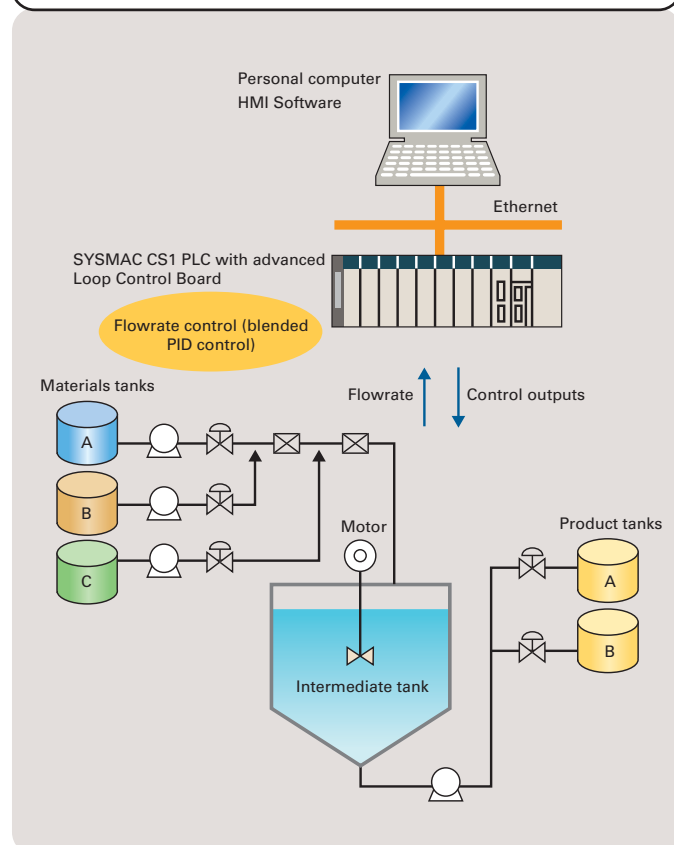 Personal computer
HMI Software
Ethernet
SYSMAC CS1 PLC with advanced
Loop Control Board
Flowrate control (blended
PID control)
Flowrate
Control outputs
Materials tanks
A
B
C
Motor
Intermediate tank
Product tanks
A
B